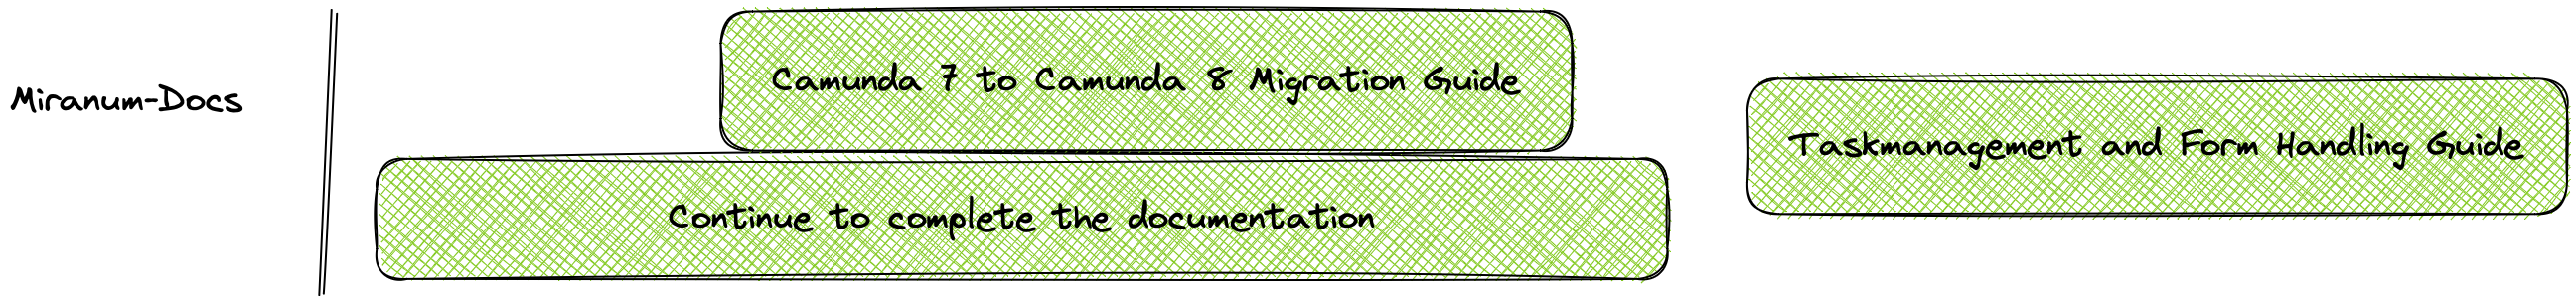 Miranum-Docs
Camunda 7 to Camunda 8 Migration Guide
Continue to complete the documentation
Taskmanagement and Form Handling Guide